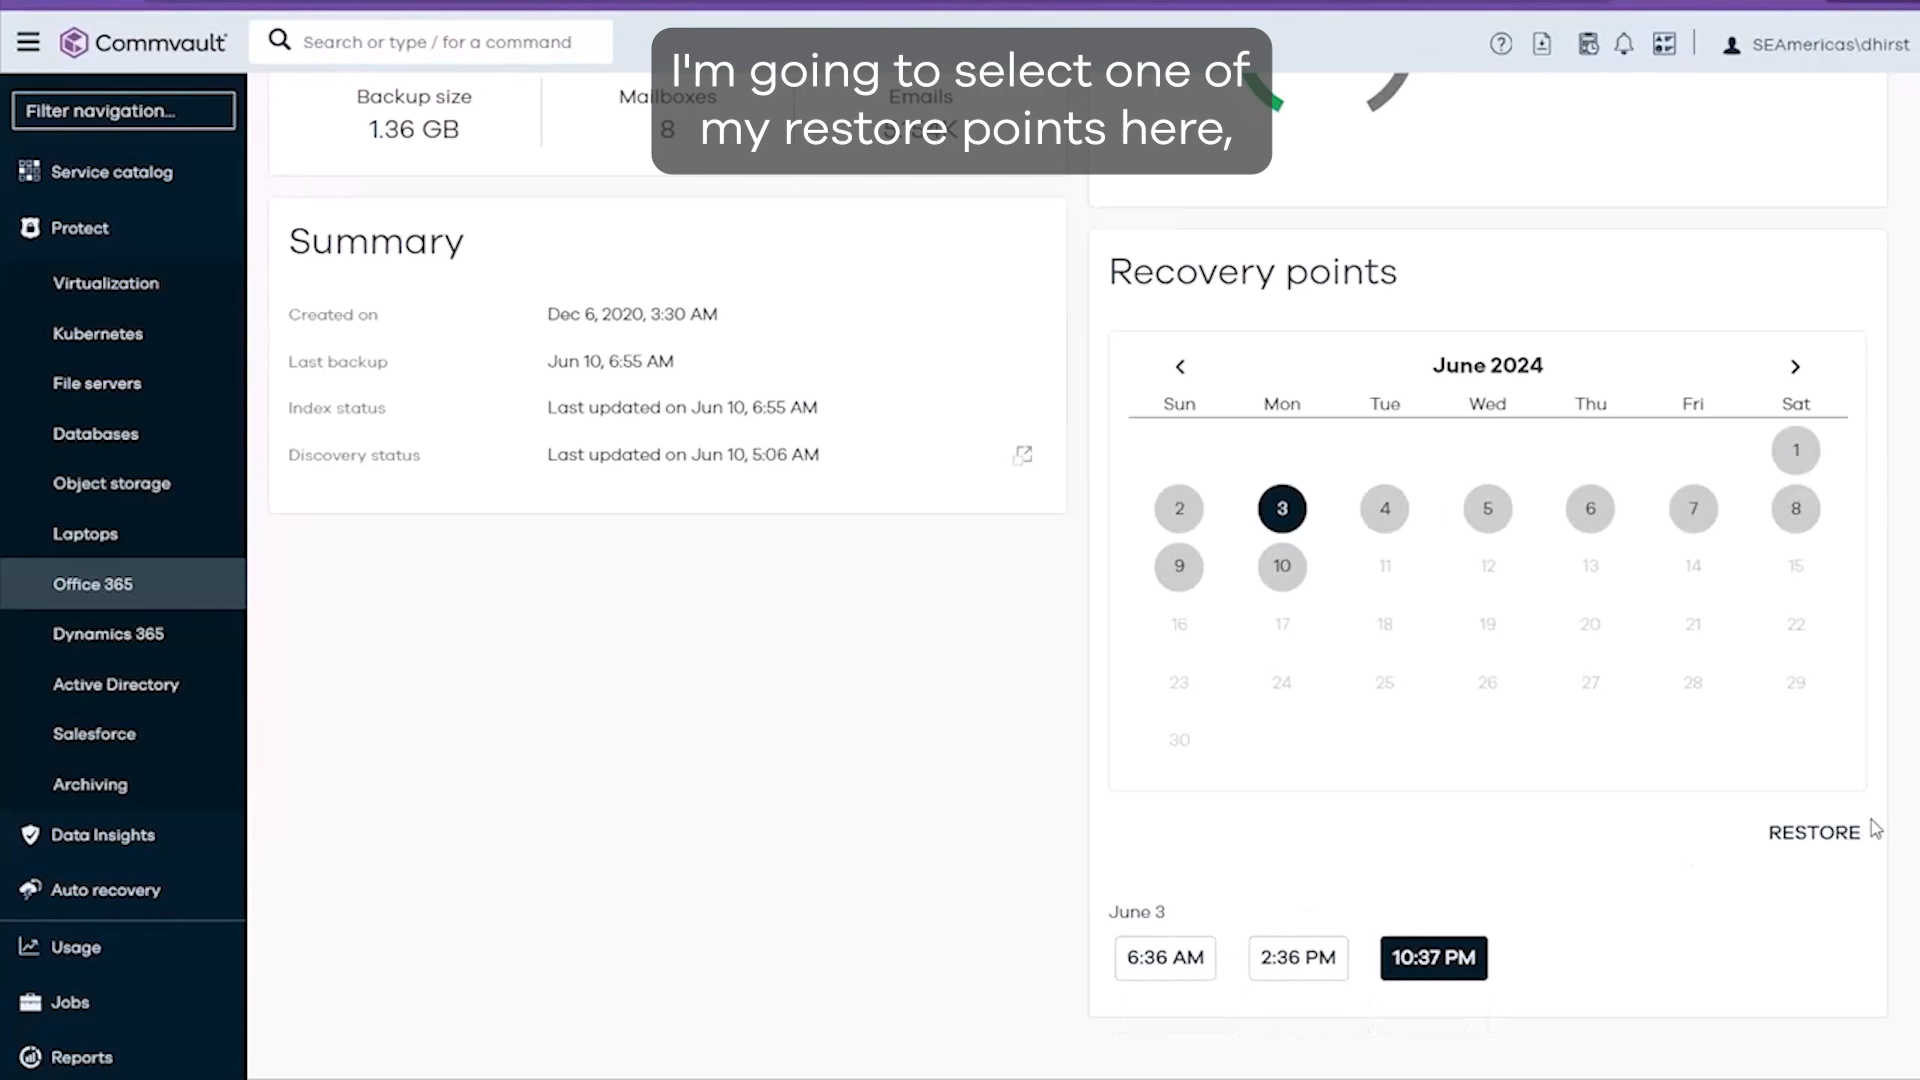 Commvault
Search or type / for a command
SEAmericas\dhirst
I'm going to select one of
my restore points here,
Filter navigation...
Service catalog
Protect
Virtualization
Kubernetes
File servers
Databases
Object storage
Laptops
Office 365
Dynamics 365
Active Directory
Salesforce
Archiving
Data Insights
Auto recovery
Usage
Jobs
Reports
Backup size
1.36 GB
Mailboxes
8
Emails
Summary
Created on Dec 6, 2020, 3:30 AM
Last backup Jun 10, 6:55 AM
Index status Last updated on Jun 10, 6:55 AM
Discovery status Last updated on Jun 10, 5:06 AM
Recovery points
June 2024
Sun Mon Tue Wed Thu Fri Sat
1
2 3 4 5 6 7 8
9 10 11 12 13 14 15
16 17 18 19 20 21 22
23 24 25 26 27 28 29
30
RESTORE
June 3
6:36 AM 2:36 PM 10:37 PM